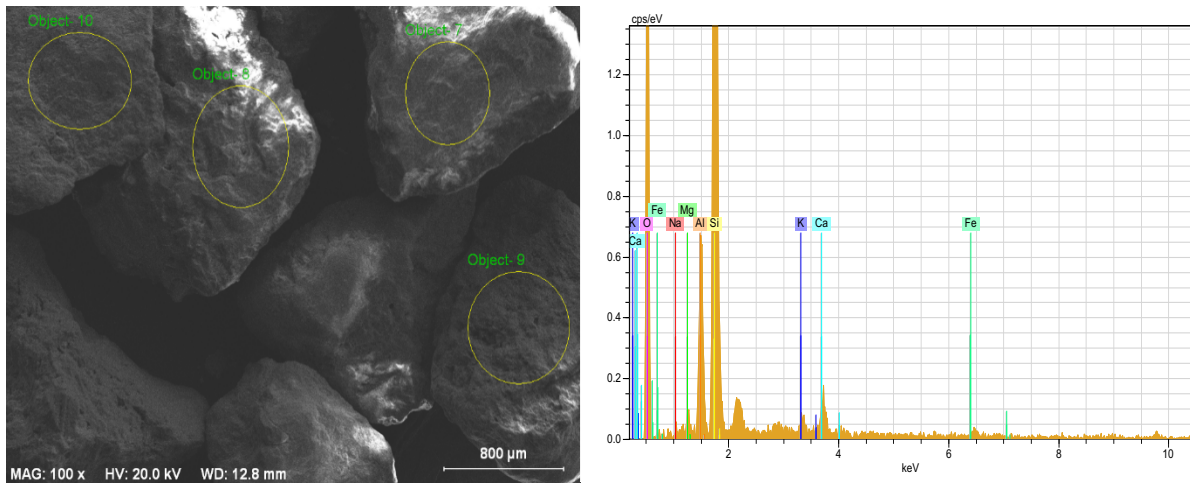 Object- 10
Object- 7
Object- 8
Object- 9
MAG: 100 x HV: 20.0 kV WD: 12.8 mm
800 µm
cps/eV
1.2
1.0
0.8
K O Fe Na Mg Al Si K Ca Fe
Ca
0.6
0.4
0.2
0.0
2 4 6 8 10
keV